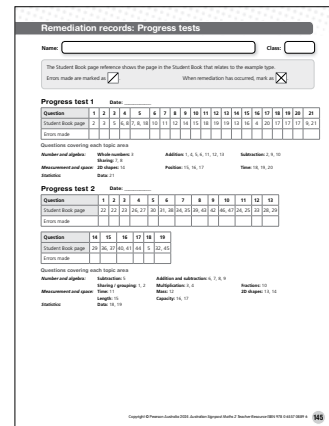 Remediation records: Progress tests
Name:
Class:
The Student Book page reference shows the page in the Student Book that relates to the example type.
Errors made are marked as
When remediation has occurred, mark as
Progress test 1 Date:
Question 1 2 3 4 5 6 7 8 9 10 11 12 13 14 15 16 17 18 19 20 21
Student Book page 2 3 5 6, 8 7, 8, 18 10 11 12 14 15 18 19 19 13 16 4 20 17 17 17 9, 21
Errors made
Questions covering each topic area
Number and algebra: Whole numbers: 3 Addition: 1, 4, 5, 6, 11, 12, 13 Subtraction: 2, 9, 10
Sharing: 7, 8
Measurement and space: 2D shapes: 14 Position: 15, 16, 17 Time: 18, 19, 20
Statistics: Data: 21
Progress test 2 Date:
Question 1 2 3 4 5 6 7 8 9 10 11 12 13
Student Book page 22 22 23 26, 27 30 31, 38 34, 35 39, 43 42 46, 47 24, 25 33 28, 29
Errors made
Question 14 15 16 17 18 19
Student Book page 29 36, 37 40, 41 44 5 32, 45
Errors made
Questions covering each topic area
Number and algebra: Subtraction: 5 Addition and subtraction: 6, 7, 8, 9
Sharing / grouping: 1, 2 Multiplication: 3, 4 Fractions: 10
Measurement and space: Time: 11 Mass: 12 2D shapes: 13, 14
Length: 15 Capacity: 16, 17
Statistics: Data: 18, 19
145